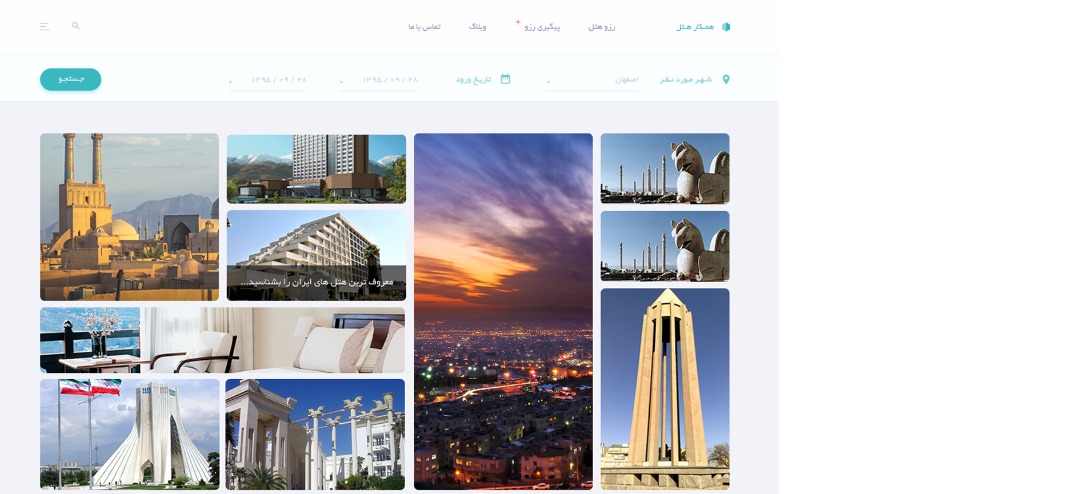 همکار هتل
رزو هتل
پیگیری رزو
وبلاگ
تماس با ما
شهر مورد نظر
اصفهان
تاریخ ورود
۱۳۹۵ / ۰۹ / ۲۸
۱۳۹۵ / ۰۹ / ۲۸
جستجو
معروف ترین هتل های ایران را بشناسید...